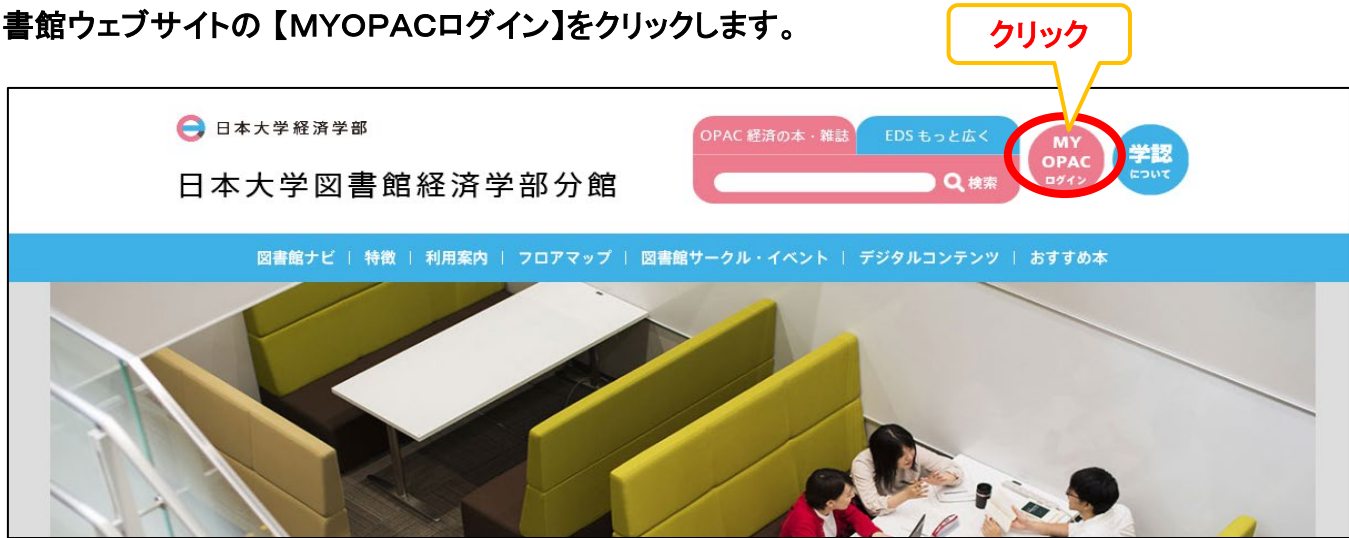 書館ウェブサイトの【MYOPACログイン】をクリックします。
クリック
日本大学経済学部
日本大学図書館経済学部分館
OPAC 経済の本・雑誌
EDS もっと広く
検索
MY
OPAC
ログイン
学認
について
図書館ナビ | 特徴 | 利用案内 | フロアマップ | 図書館サークル・イベント | デジタルコンテンツ | おすすめ本